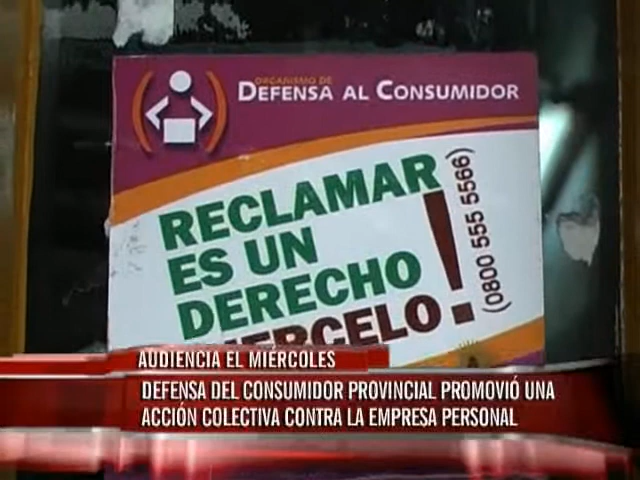 ORGANISMO DE
DEFENSA AL CONSUMIDOR
RECLAMAR
ES UN
DERECHO
EJERCELO!
(0800 555 5566)
AUDIENCIA EL MIÉRCOLES
DEFENSA DEL CONSUMIDOR PROVINCIAL PROMOVIÓ UNA
ACCIÓN COLECTIVA CONTRA LA EMPRESA PERSONAL